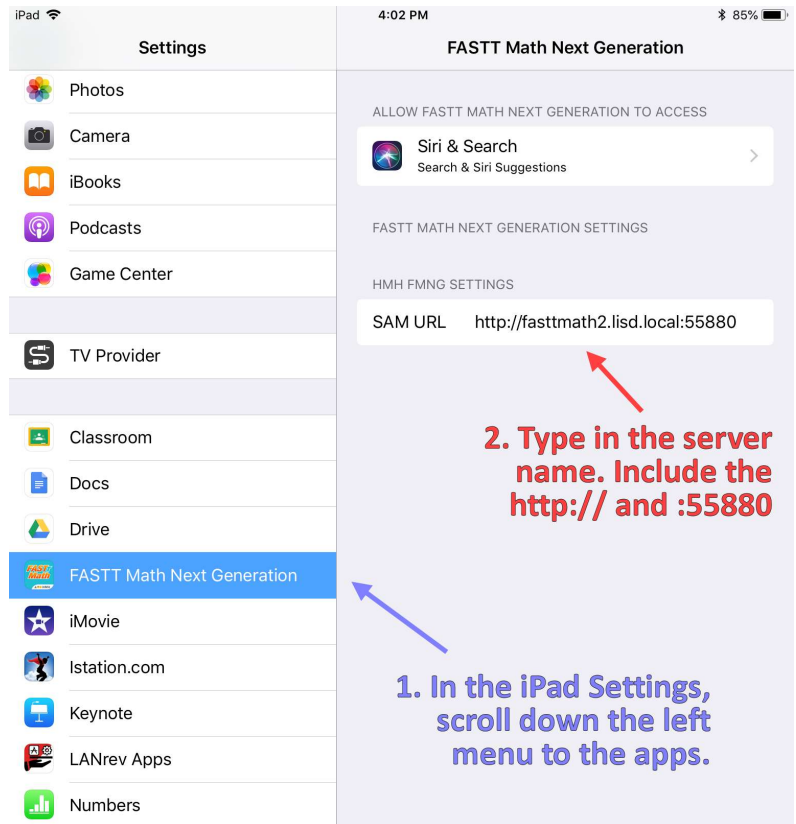 iPad
4:02 PM
85%
Settings
FASTT Math Next Generation
Photos
Camera
iBooks
Podcasts
Game Center
TV Provider
Classroom
Docs
Drive
FASTT Math Next Generation
iMovie
Istation.com
Keynote
LANrev Apps
Numbers
ALLOW FASTT MATH NEXT GENERATION TO ACCESS
Siri & Search
Search & Siri Suggestions
FASTT MATH NEXT GENERATION SETTINGS
HMH FMNG SETTINGS
SAM URL http://fasttmath2.lisd.local:55880
2. Type in the server
name. Include the
http:// and :55880
1. In the iPad Settings,
scroll down the left
menu to the apps.